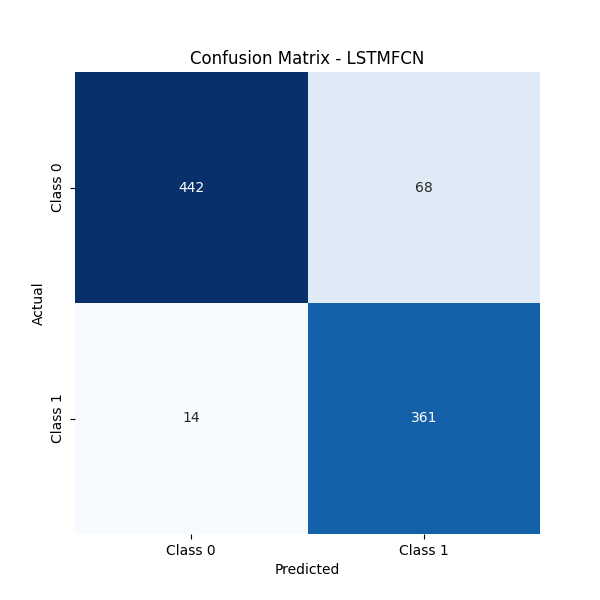 Confusion Matrix - LSTMFCN
Actual
Class 0
442
68
Class 1
14
361
Class 0
Class 1
Predicted